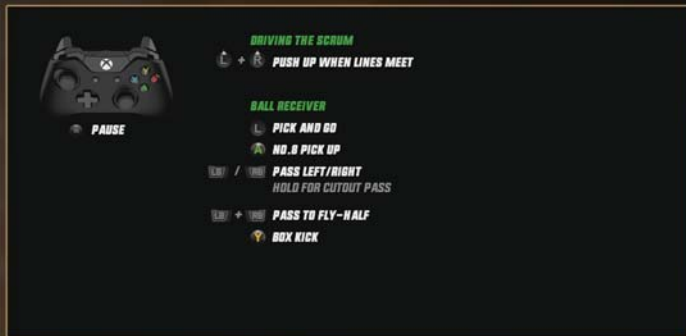 DRIVING THE SCRUM
L + R PUSH UP WHEN LINES MEET
BALL RECEIVER
L PICK AND GO
A NO.8 PICK UP
LB / RB PASS LEFT/RIGHT
HOLD FOR CUTOUT PASS
LB + RB PASS TO FLY-HALF
Y BOX KICK
PAUSE